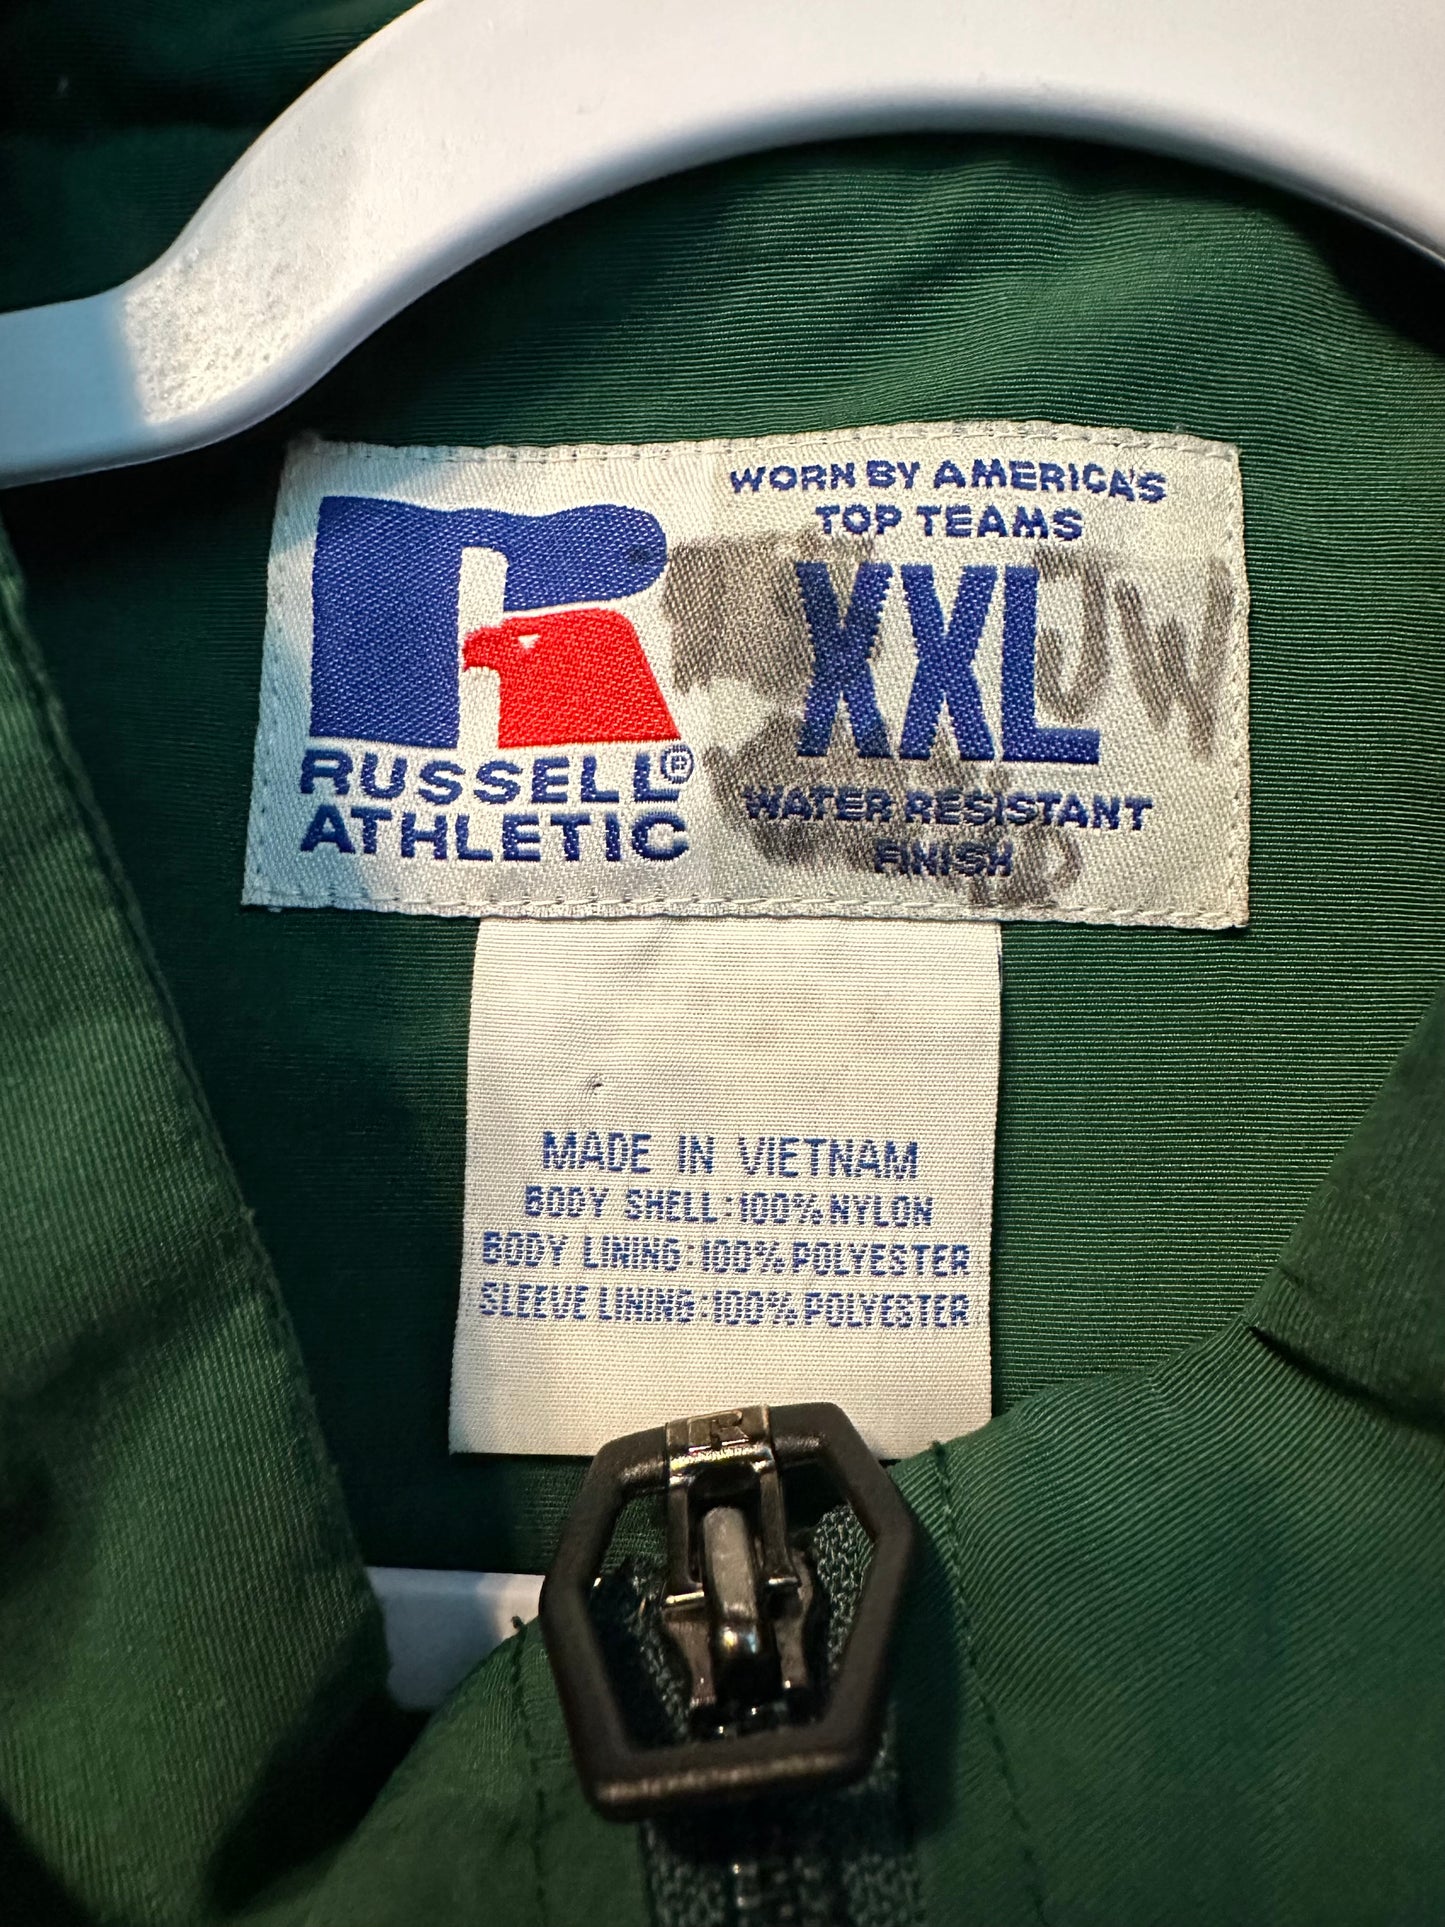 WORN BY AMERICA'S
TOP TEAMS
XXL
WATER RESISTANT
FINISH
R
RUSSELL®
ATHLETIC
MADE IN VIETNAM
BODY SHELL:100% NYLON
BODY LINING:100% POLYESTER
SLEEVE LINING:100% POLYESTER
R